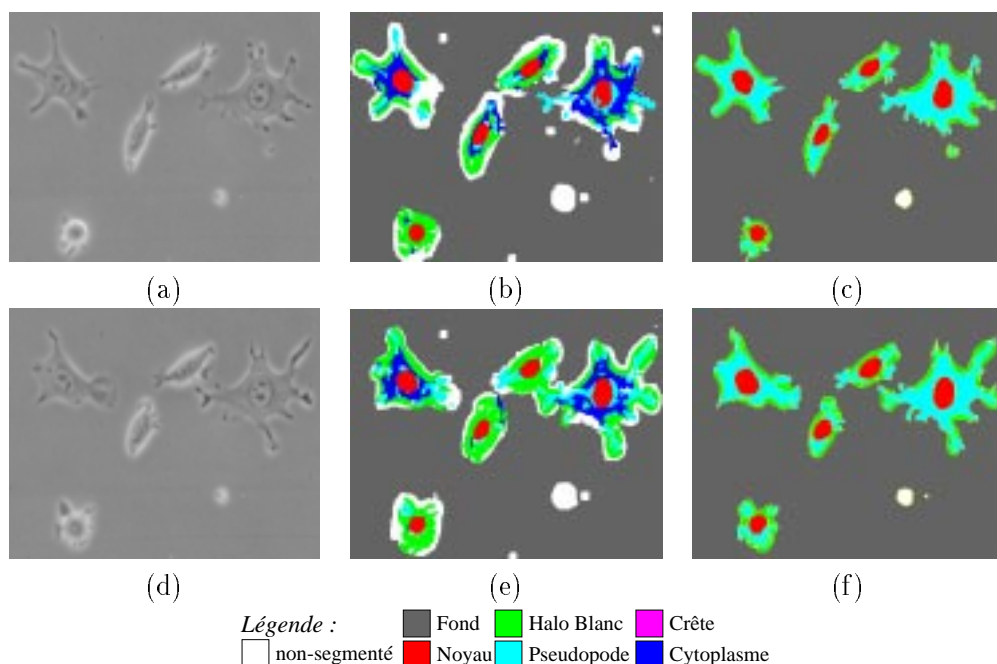 (a) (b) (c)
(d) (e) (f)
Légende : Fond Halo Blanc Crête
non-segmenté Noyau Pseudopode Cytoplasme